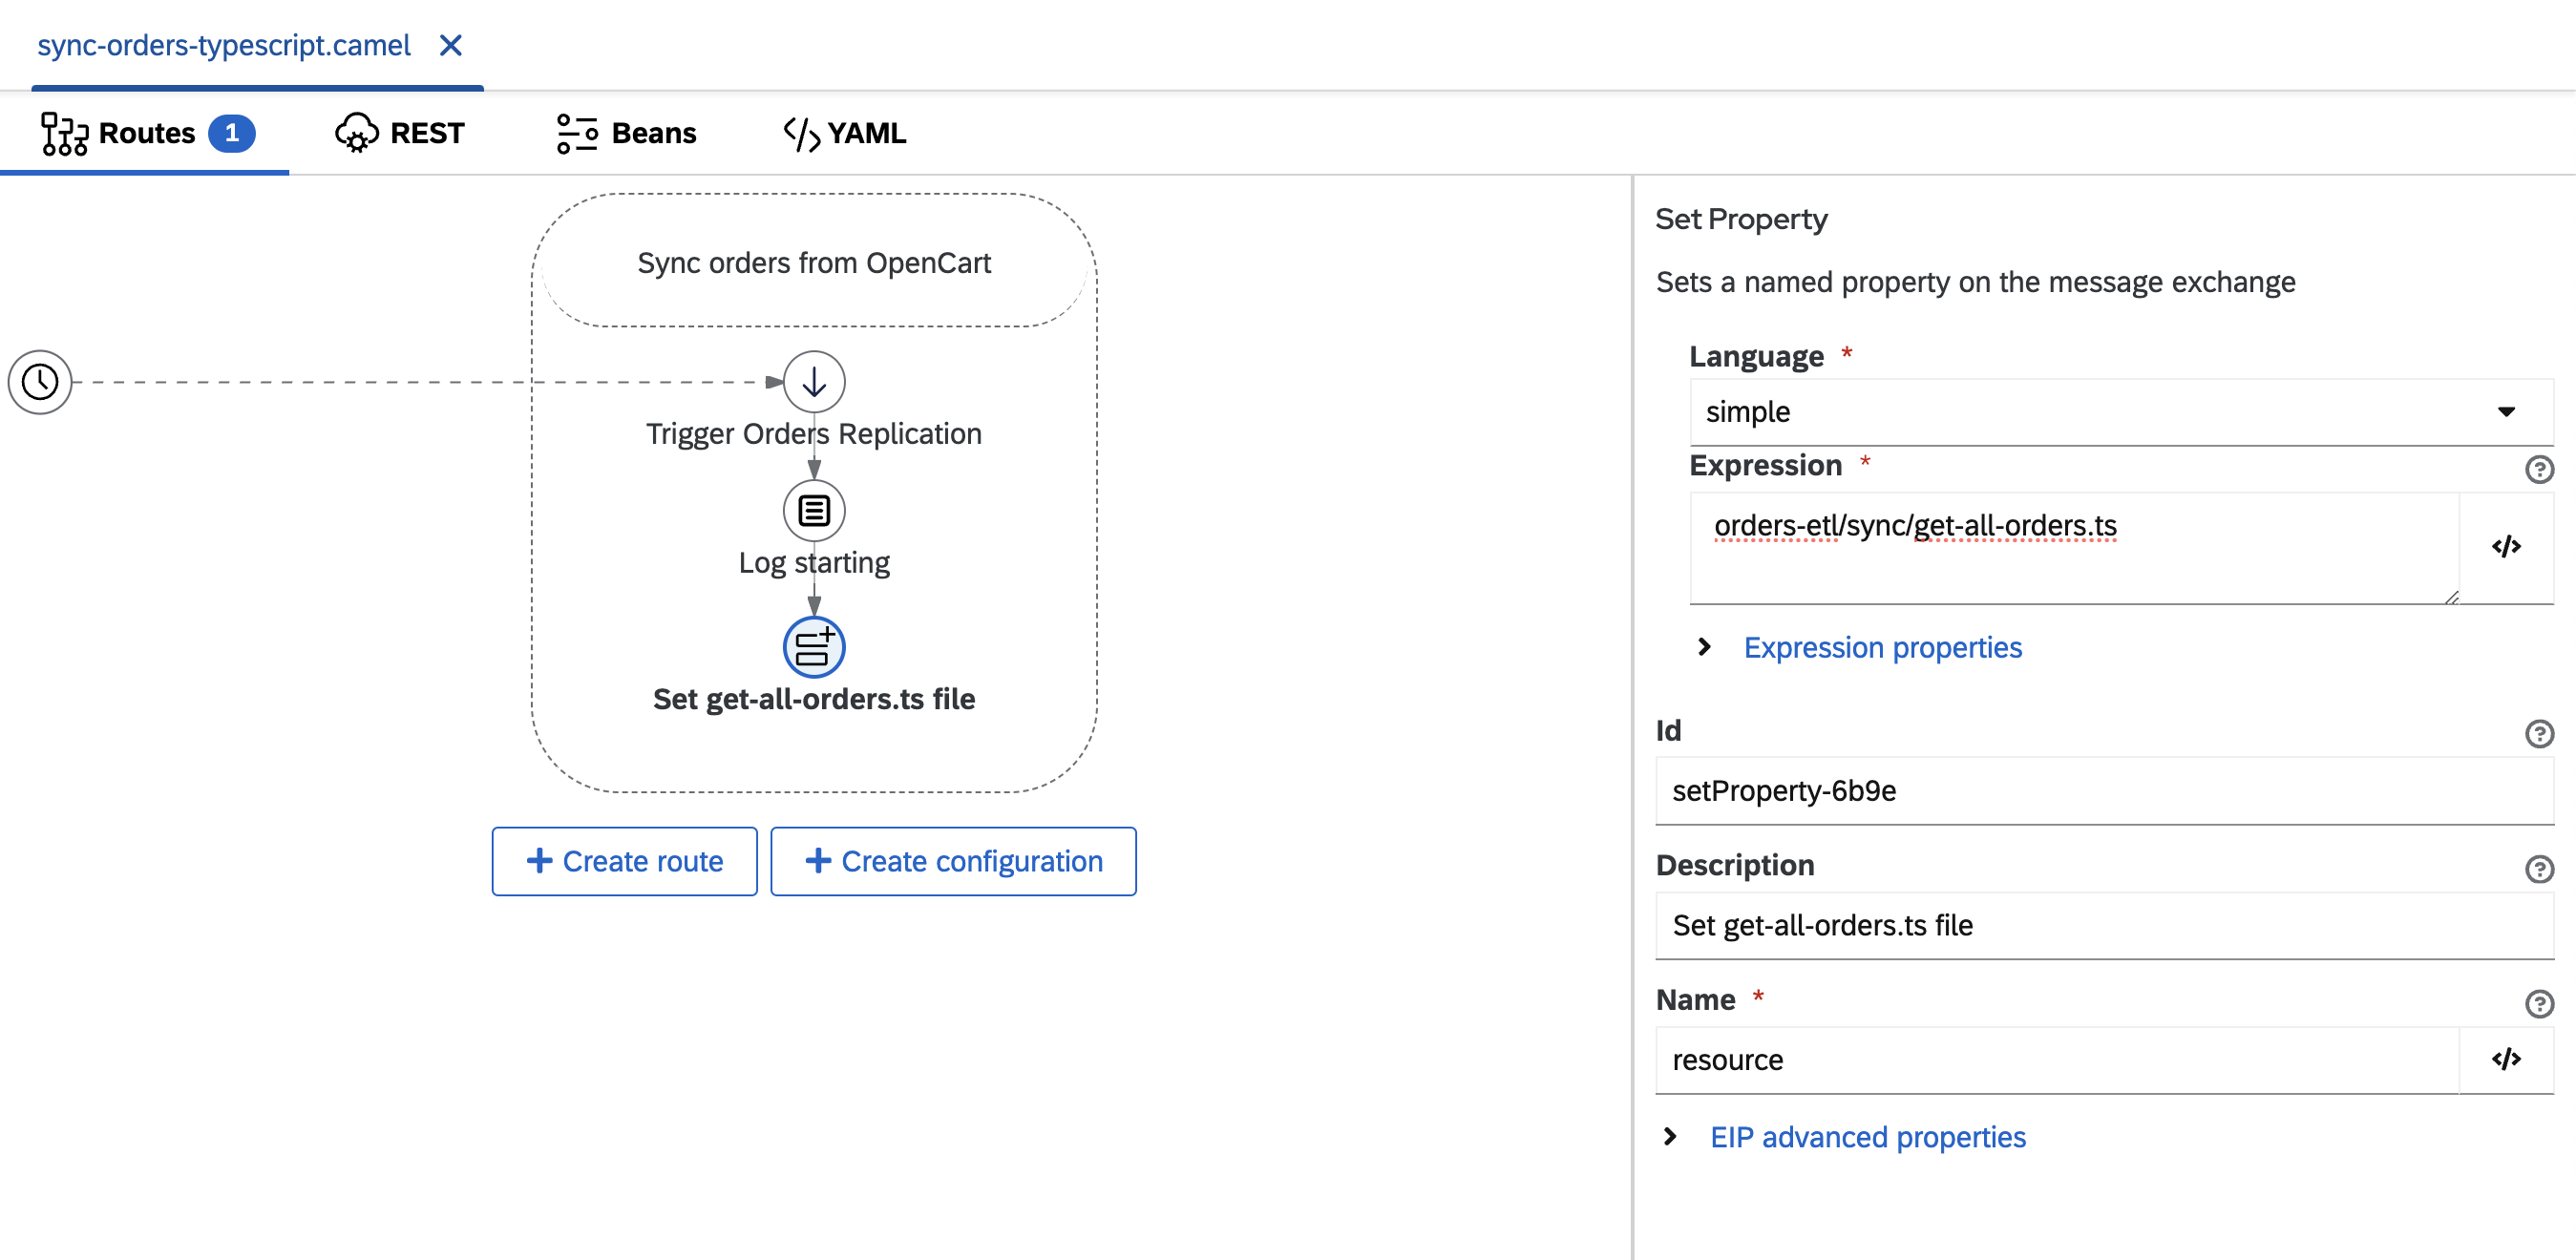 sync-orders-typescript.camel
Routes 1 REST Beans YAML
Sync orders from OpenCart
Trigger Orders Replication
Log starting
Set get-all-orders.ts file
+ Create route + Create configuration
Set Property
Sets a named property on the message exchange
Language *
simple
Expression *
orders-etl/sync/get-all-orders.ts
Expression properties
Id
setProperty-6b9e
Description
Set get-all-orders.ts file
Name *
resource
EIP advanced properties